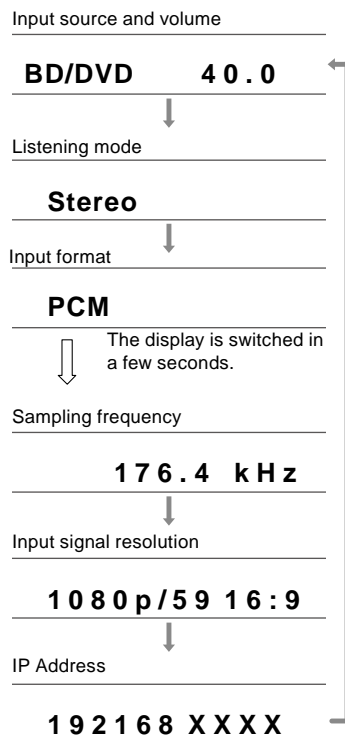 Input source and volume
BD/DVD 40.0
Listening mode
Stereo
Input format
PCM
The display is switched in
a few seconds.
Sampling frequency
176.4 kHz
Input signal resolution
1080p/59 16:9
IP Address
192168 XXXX